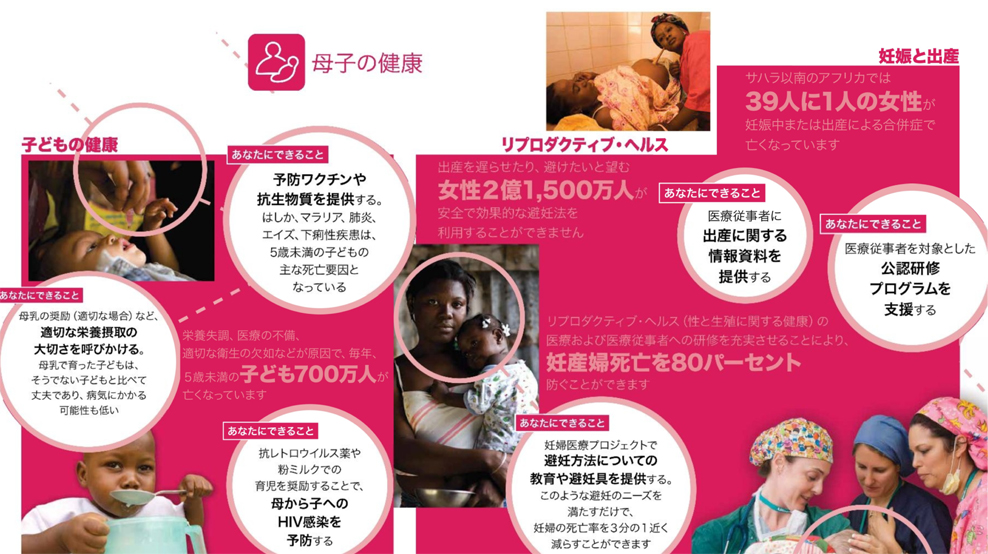 母子の健康
子どもの健康
あなたにできること
予防ワクチンや
抗生物質を提供する。
はしか、マラリア、肺炎、
エイズ、下痢性疾患は、
5歳未満の子どもの
主な死亡要因と
なっている
あなたにできること
母乳の奨励（適切な場合）など、
適切な栄養摂取の
大切さを呼びかける。
母乳で育った子どもは、
そうでない子どもと比べて
丈夫であり、病気にかかる
可能性も低い
栄養失調、医療の不備、
適切な衛生の欠如などが原因で、毎年、
5歳未満の子ども700万人が
亡くなっています
あなたにできること
抗レトロウイルス薬や
粉ミルクでの
育児を奨励することで、
母から子への
HIV感染を
予防する
リプロダクティブ・ヘルス
出産を遅らせたり、避けたいと望む
女性2億1,500万人が
安全で効果的な避妊法を
利用することができません
リプロダクティブ・ヘルス（性と生殖に関する健康）の
医療および医療従事者への研修を充実させることにより、
妊産婦死亡を80パーセント
防ぐことができます
あなたにできること
妊婦医療プロジェクトで
避妊方法についての
教育や避妊具を提供する。
このような避妊のニーズを
満たすだけで、
妊婦の死亡率を3分の1近く
減らすことができます
妊娠と出産
サハラ以南のアフリカでは
39人に1人の女性が
妊娠中または出産による合併症で
亡くなっています
あなたにできること
医療従事者に
出産に関する
情報資料を
提供する
あなたにできること
医療従事者を対象とした
公認研修
プログラムを
支援する